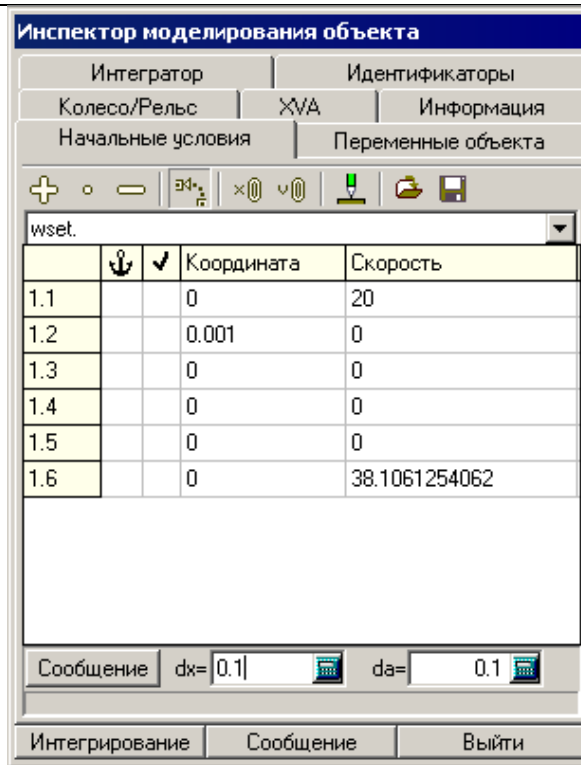 Инспектор моделирования объекта
Интегратор Идентификаторы
Колесо/Рельс XVA Информация
Начальные условия Переменные объекта
wset.
Координата Скорость
1.1 0 20
1.2 0.001 0
1.3 0 0
1.4 0 0
1.5 0 0
1.6 0 38.1061254062
Сообщение dx= 0.1 da= 0.1
Интегрирование Сообщение Выйти